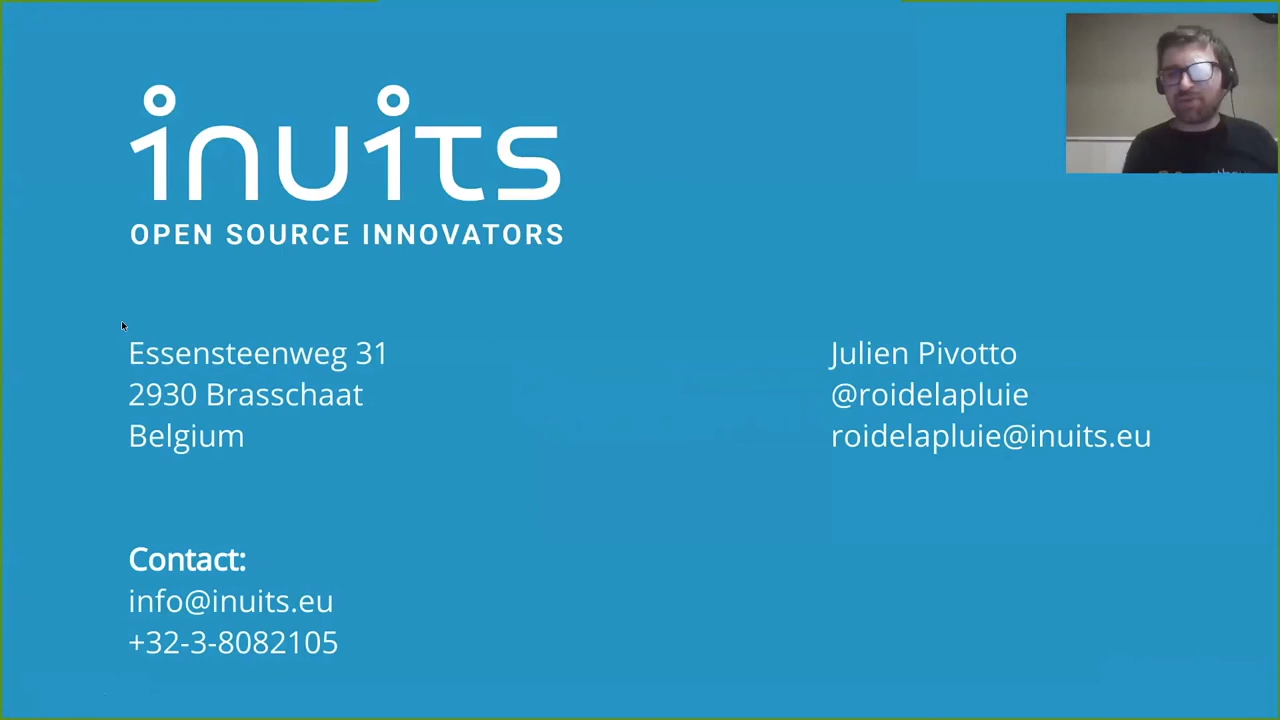 inuits
OPEN SOURCE INNOVATORS
Essensteenweg 31
2930 Brasschaat
Belgium
Julien Pivotto
@roidelapluie
roidelapluie@inuits.eu
Contact:
info@inuits.eu
+32-3-8082105